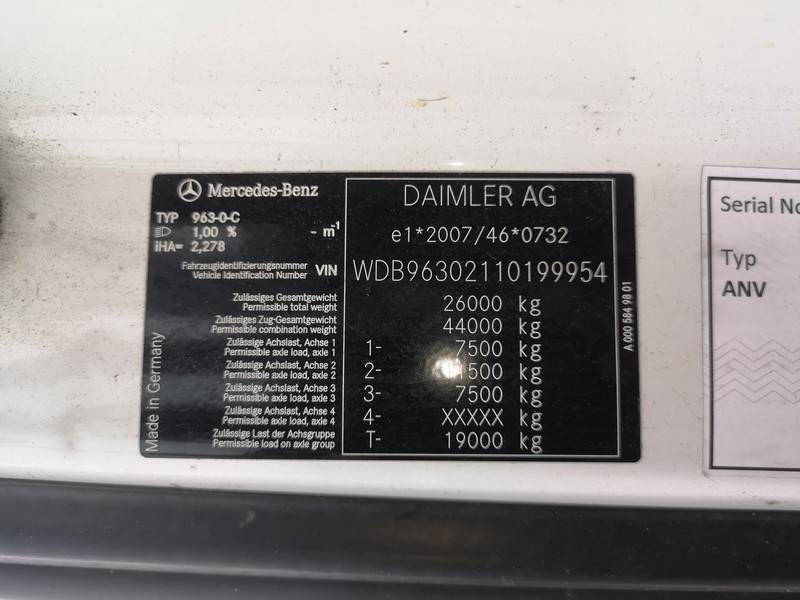 Mercedes-Benz
TYP 963-0-C
1,00 % - m⁻¹
iHA= 2,278
Fahrzeugidentifizierungsnummer
Vehicle Identification Number VIN
Zulässiges Gesamtgewicht
Permissible total weight
Zulässiges Zug-Gesamtgewicht
Permissible combination weight
Zulässige Achslast, Achse 1
Permissible axle load, axle 1
Zulässige Achslast, Achse 2
Permissible axle load, axle 2
Zulässige Achslast, Achse 3
Permissible axle load, axle 3
Zulässige Achslast, Achse 4
Permissible axle load, axle 4
Zulässige Last der Achsgruppe
Permissible load on axle group
Made in Germany
DAIMLER AG
e1*2007/46*0732
WDB96302110199954
26000 kg
44000 kg
1- 7500 kg
2- 500 kg
3- 7500 kg
4- XXXXX kg
T- 19000 kg
A 000 584 98 01
Serial No
Typ
ANV